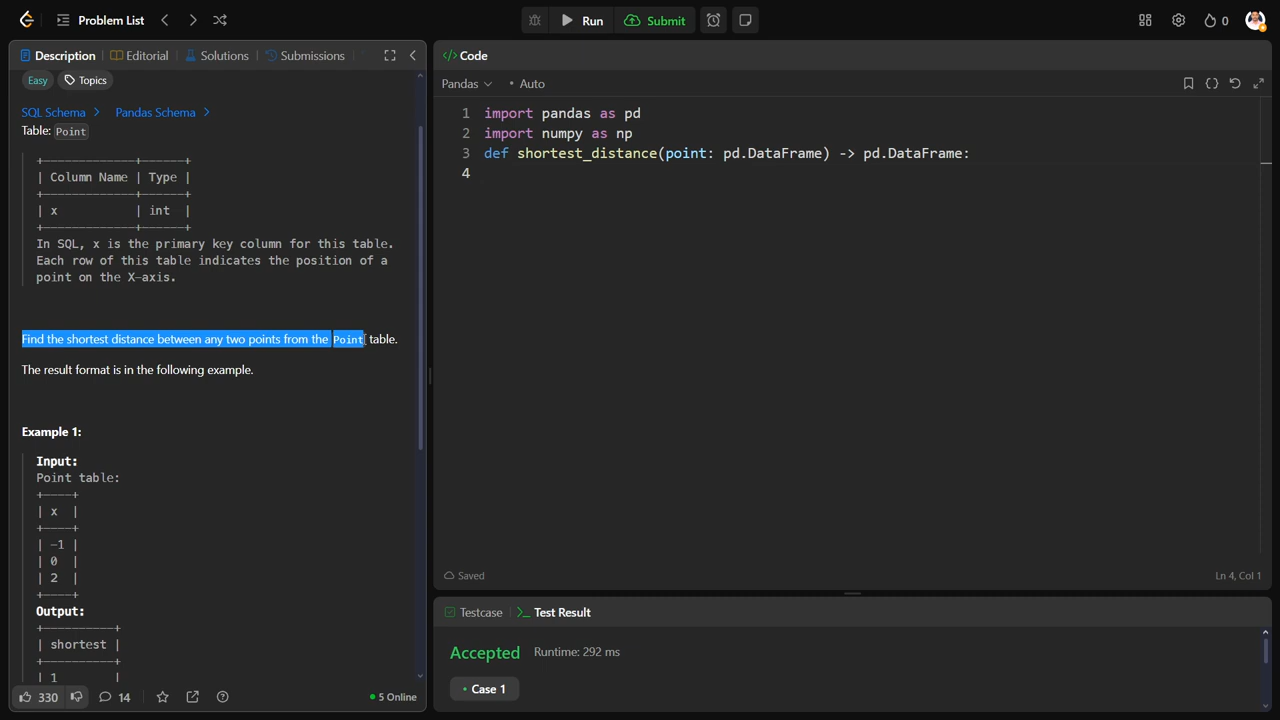 Problem List
Run
Submit
0
Description
Editorial
Solutions
Submissions
Code
Easy
Topics
Pandas
Auto
SQL Schema
Pandas Schema
Table: Point
+-------------+------+
| Column Name | Type |
+-------------+------+
| x           | int  |
+-------------+------+
In SQL, x is the primary key column for this table.
Each row of this table indicates the position of a
point on the X-axis.
Find the shortest distance between any two points from the Point table.
The result format is in the following example.
Example 1:
Input:
Point table:
+----+
| x  |
+----+
| -1 |
| 0  |
| 2  |
+----+
Output:
+----------+
| shortest |
+----------+
| 1        |
330
14
5 Online
1 import pandas as pd
2 import numpy as np
3 def shortest_distance(point: pd.DataFrame) -> pd.DataFrame:
4
Saved
Ln 4, Col 1
Testcase
Test Result
Accepted
Runtime: 292 ms
Case 1